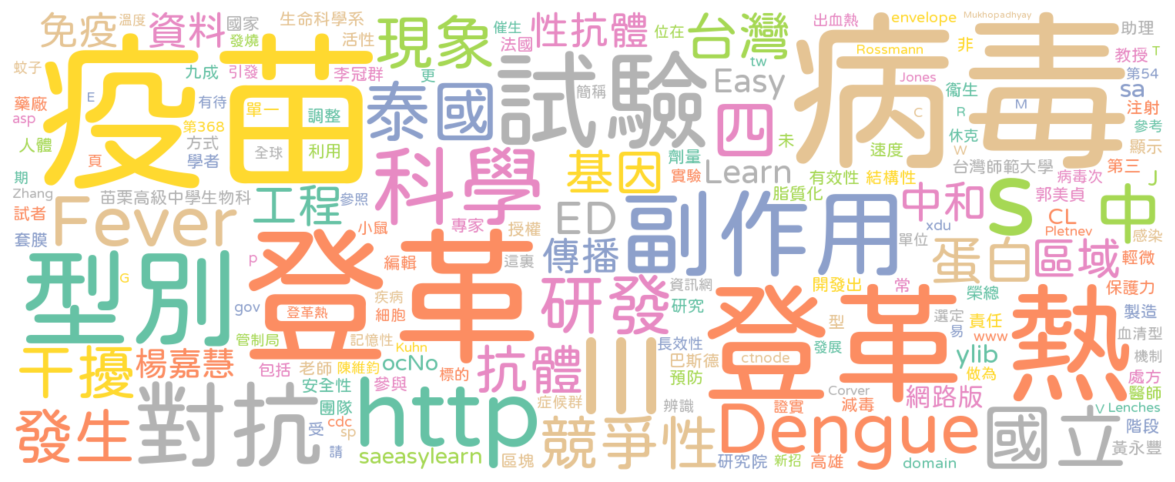 免疫
溫度
國家
發燒
資料
生命科學系
活性
現象
催生
法國
性抗體
位在
台灣
tw
出血熱
envelope
Rossmann
Mukhopadhyay
非
助理
教授
T
第54
蚊子
九成
引發
李冠群
更
簡稱
Easy
Jones
衛生
sa
疫苗
病毒
藥廠
asp
E
有待
單一
調整
泰國
試驗
四
未
C
R
M
休克
注射
參考
人體
第368
方式
學者
頁
全球
利用
速度
W
顯示
期
Zhang
苗栗高級中學生物科
科學
基因
劑量
實驗
Learn
有效性
結構性
台灣師範大學
病毒次
第三
J
試者
套膜
Fever
工程
參照
小鼠
專家
授權
ED
副作用
脂質化
中和
郭美貞
S
CL
Pletnev
中
感染
單位
xdu
型別
G
p
編輯
這裏
傳播
蛋白
區域
輕微
保護力
gov
登革
登革熱
疾病
細胞
研發
資訊網
研究
開發出
常
榮總
登革熱
製造
管制局
記憶性
Kuhn
III
長效性
型
選定
易
責任
www
血清型
干擾
楊嘉慧
包括
老師
陳維鈞
ocNo
標的
抗體
巴斯德
預防
ctnode
發展
ylib
做為
機制
處方
醫師
發生
對抗
安全性
團隊
cdc
受
sp
請
參與
http
saeasylearn
症候群
競爭性
區塊
辨識
研究院
Dengue
證實
新招
高雄
Corver
減毒
網路版
domain
國立
V
Lenches
階段
黃永豐